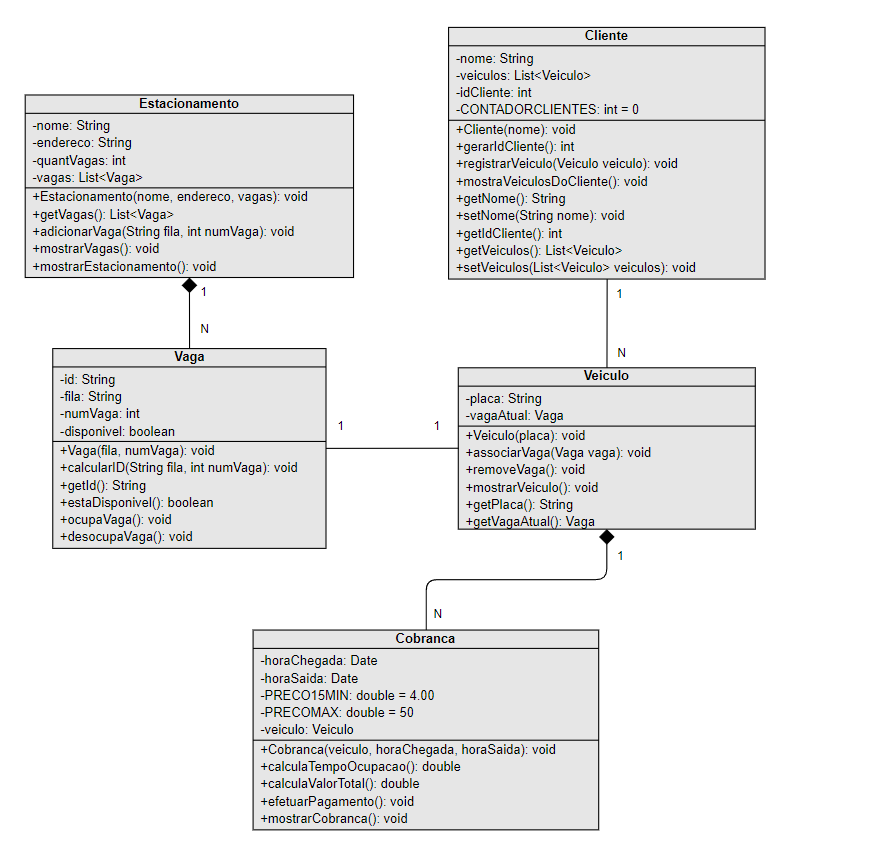 Cliente
-nome: String
-veiculos: List<Veiculo>
-idCliente: int
-CONTADORCLIENTES: int = 0
+Cliente(nome): void
+gerarIdCliente(): int
+registrarVeiculo(Veiculo veiculo): void
+mostraVeiculosDoCliente(): void
+getNome(): String
+setNome(String nome): void
+getIdCliente(): int
+getVeiculos(): List<Veiculo>
+setVeiculos(List<Veiculo> veiculos): void
1
N
Estacionamento
-nome: String
-endereco: String
-quantVagas: int
-vagas: List<Vaga>
+Estacionamento(nome, endereco, vagas): void
+getVagas(): List<Vaga>
+adicionarVaga(String fila, int numVaga): void
+mostrarVagas(): void
+mostrarEstacionamento(): void
1
N
Vaga
-id: String
-fila: String
-numVaga: int
-disponivel: boolean
+Vaga(fila, numVaga): void
+calcularID(String fila, int numVaga): void
+getId(): String
+estaDisponivel(): boolean
+ocupaVaga(): void
+desocupaVaga(): void
1
1
Veiculo
-placa: String
-vagaAtual: Vaga
+Veiculo(placa): void
+associarVaga(Vaga vaga): void
+removeVaga(): void
+mostrarVeiculo(): void
+getPlaca(): String
+getVagaAtual(): Vaga
1
N
Cobranca
-horaChegada: Date
-horaSaida: Date
-PRECO15MIN: double = 4.00
-PRECOMAX: double = 50
-veiculo: Veiculo
+Cobranca(veiculo, horaChegada, horaSaida): void
+calculaTempoOcupacao(): double
+calculaValorTotal(): double
+efetuarPagamento(): void
+mostrarCobranca(): void